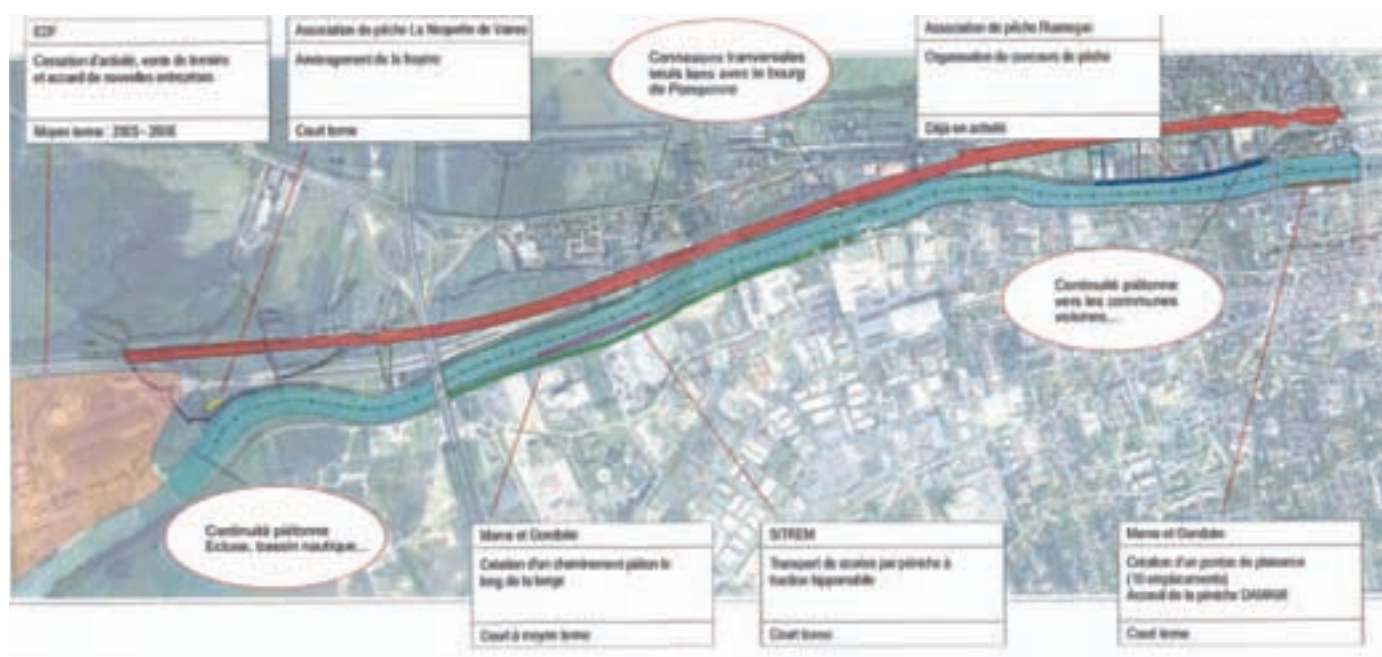 EDF
Cessation d'activité, vente de terrains
et accueil de nouvelles entreprises
Moyen terme : 2005 - 2008
Association de pêche La Noquette de Vaires
Aménagement de la frayère
Court terme
Connexions tranversales
seuls liens avec le bourg
de Pomponne
Association de pêche
Organisation de concours de pêche
Déjà en activité
Continuité piétonne
vers les communes
voisines...
Continuité piétonne
Ecluse, bassin nautique...
Marne et Gondoire
Création d'un cheminement piéton le
long de la berge
Court à moyen terme
SITREM
Transport de scories par péniche à
traction hippomobile
Court terme
Marne et Gondoire
Création d'un ponton de plaisance
(10 emplacements)
Accueil de la péniche
Court terme